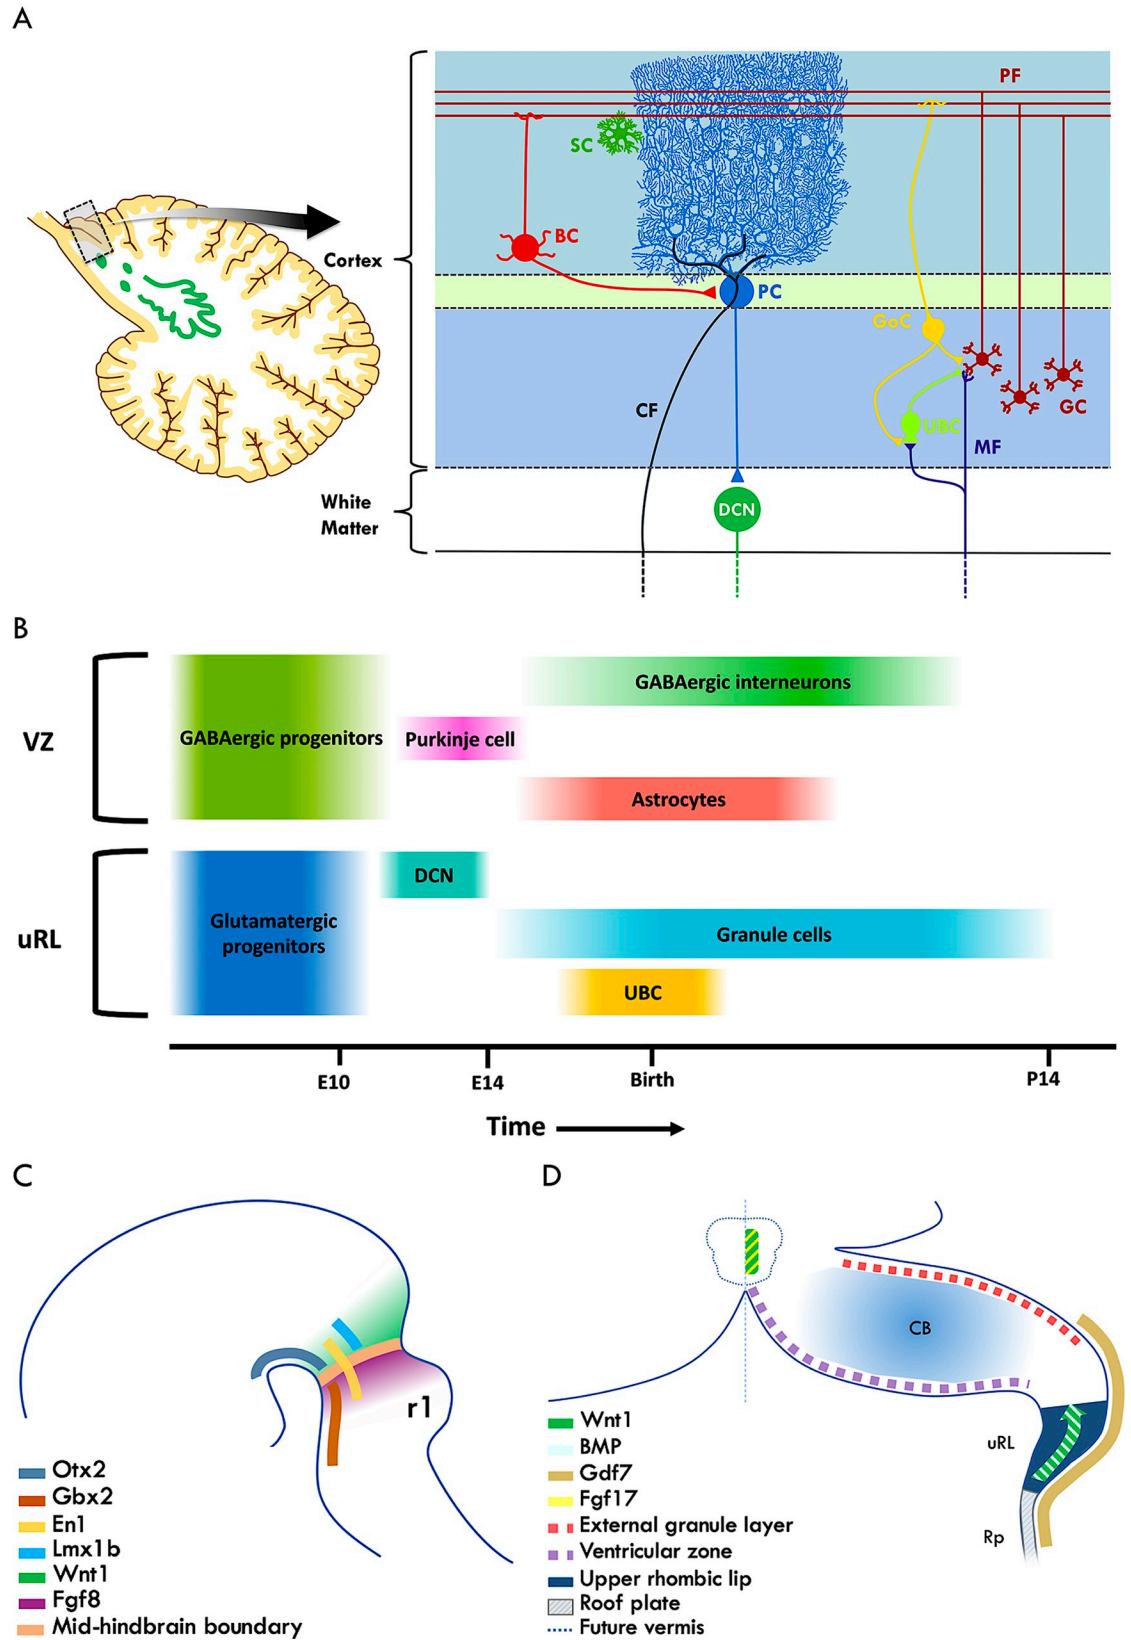 A
PF
SC
BC
Cortex
PC
GoC
CF
GC
UBC
MF
White
Matter
DCN
B
VZ
GABAergic interneurons
GABAergic progenitors
Purkinje cell
Astrocytes
uRL
DCN
Glutamatergic
progenitors
Granule cells
UBC
E10
E14
Birth
P14
Time
C
r1
Otx2
Gbx2
En1
Lmx1b
Wnt1
Fgf8
Mid-hindbrain boundary
D
CB
uRL
Rp
Wnt1
BMP
Gdf7
Fgf17
External granule layer
Ventricular zone
Upper rhombic lip
Roof plate
Future vermis